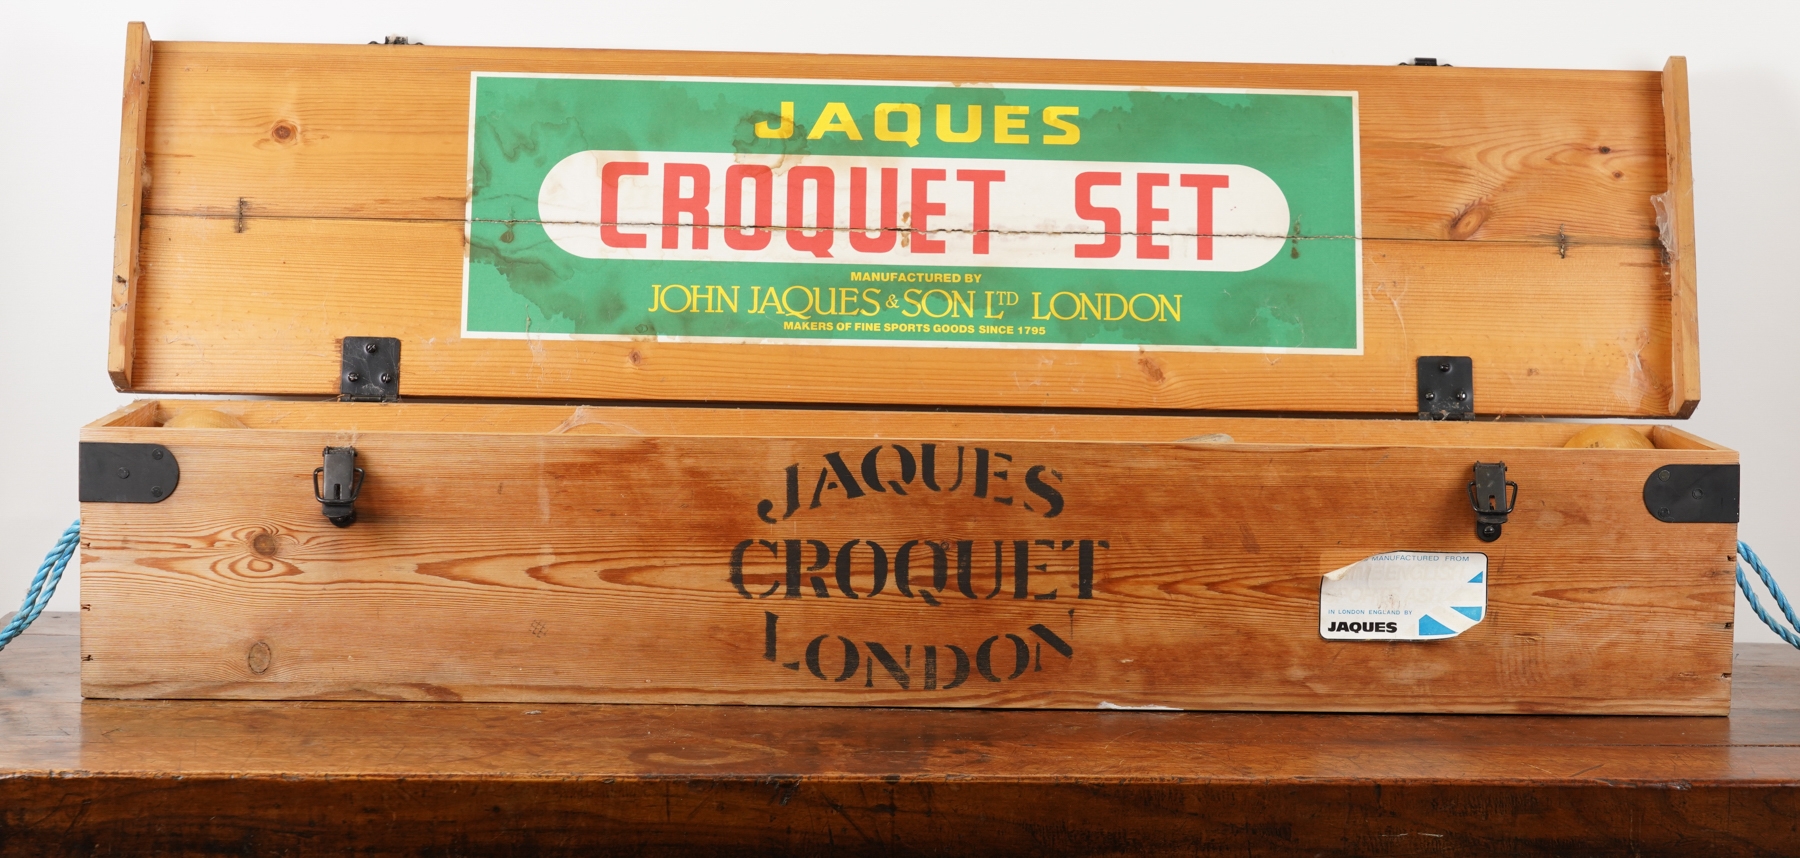 JAQUES
CROQUET SET
MANUFACTURED BY
JOHN JAQUES & SON LTD LONDON
MAKERS OF FINE SPORTS GOODS SINCE 1795
JAQUES
CROQUET
LONDON
MANUFACTURED FROM
IN LONDON ENGLAND BY
JAQUES